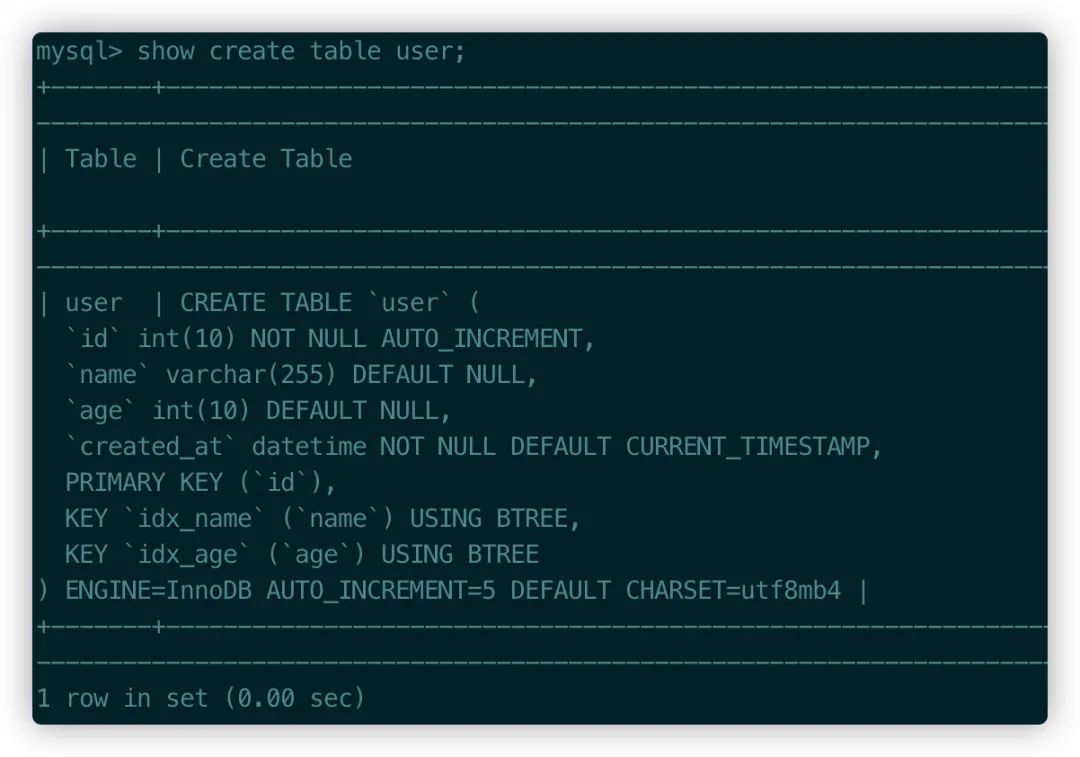 mysql> show create table user;
| Table | Create Table
| user  | CREATE TABLE `user` (
  `id` int(10) NOT NULL AUTO_INCREMENT,
  `name` varchar(255) DEFAULT NULL,
  `age` int(10) DEFAULT NULL,
  `created_at` datetime NOT NULL DEFAULT CURRENT_TIMESTAMP,
  PRIMARY KEY (`id`),
  KEY `idx_name` (`name`) USING BTREE,
  KEY `idx_age` (`age`) USING BTREE
) ENGINE=InnoDB AUTO_INCREMENT=5 DEFAULT CHARSET=utf8mb4 |
1 row in set (0.00 sec)